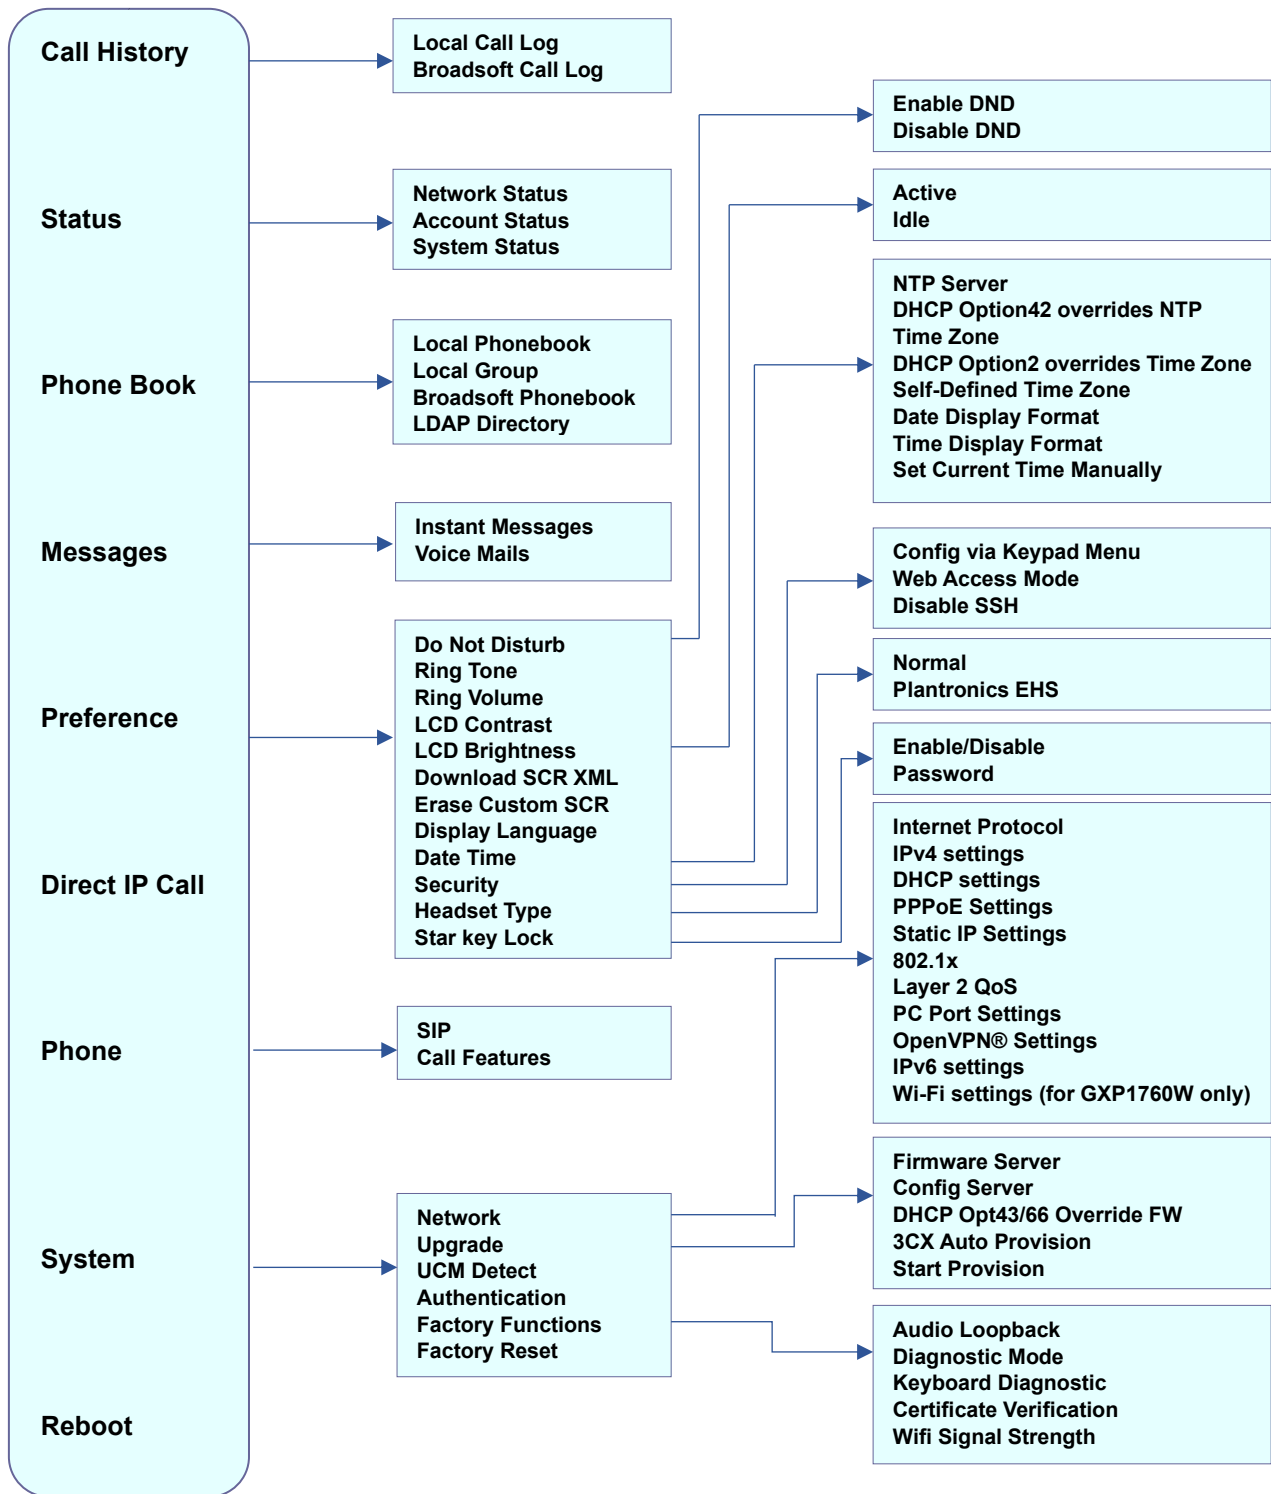 Call History
Status
Phone Book
Messages
Preference
Direct IP Call
Phone
System
Reboot
Local Call Log
Broadsoft Call Log
Network Status
Account Status
System Status
Local Phonebook
Local Group
Broadsoft Phonebook
LDAP Directory
Instant Messages
Voice Mails
Do Not Disturb
Ring Tone
Ring Volume
LCD Contrast
LCD Brightness
Download SCR XML
Erase Custom SCR
Display Language
Date Time
Security
Headset Type
Star key Lock
SIP
Call Features
Network
Upgrade
UCM Detect
Authentication
Factory Functions
Factory Reset
Enable DND
Disable DND
Active
Idle
NTP Server
DHCP Option42 overrides NTP
Time Zone
DHCP Option2 overrides Time Zone
Self-Defined Time Zone
Date Display Format
Time Display Format
Set Current Time Manually
Config via Keypad Menu
Web Access Mode
Disable SSH
Normal
Plantronics EHS
Enable/Disable
Password
Internet Protocol
IPv4 settings
DHCP settings
PPPoE Settings
Static IP Settings
802.1x
Layer 2 QoS
PC Port Settings
OpenVPN® Settings
IPv6 settings
Wi-Fi settings (for GXP1760W only)
Firmware Server
Config Server
DHCP Opt43/66 Override FW
3CX Auto Provision
Start Provision
Audio Loopback
Diagnostic Mode
Keyboard Diagnostic
Certificate Verification
Wifi Signal Strength